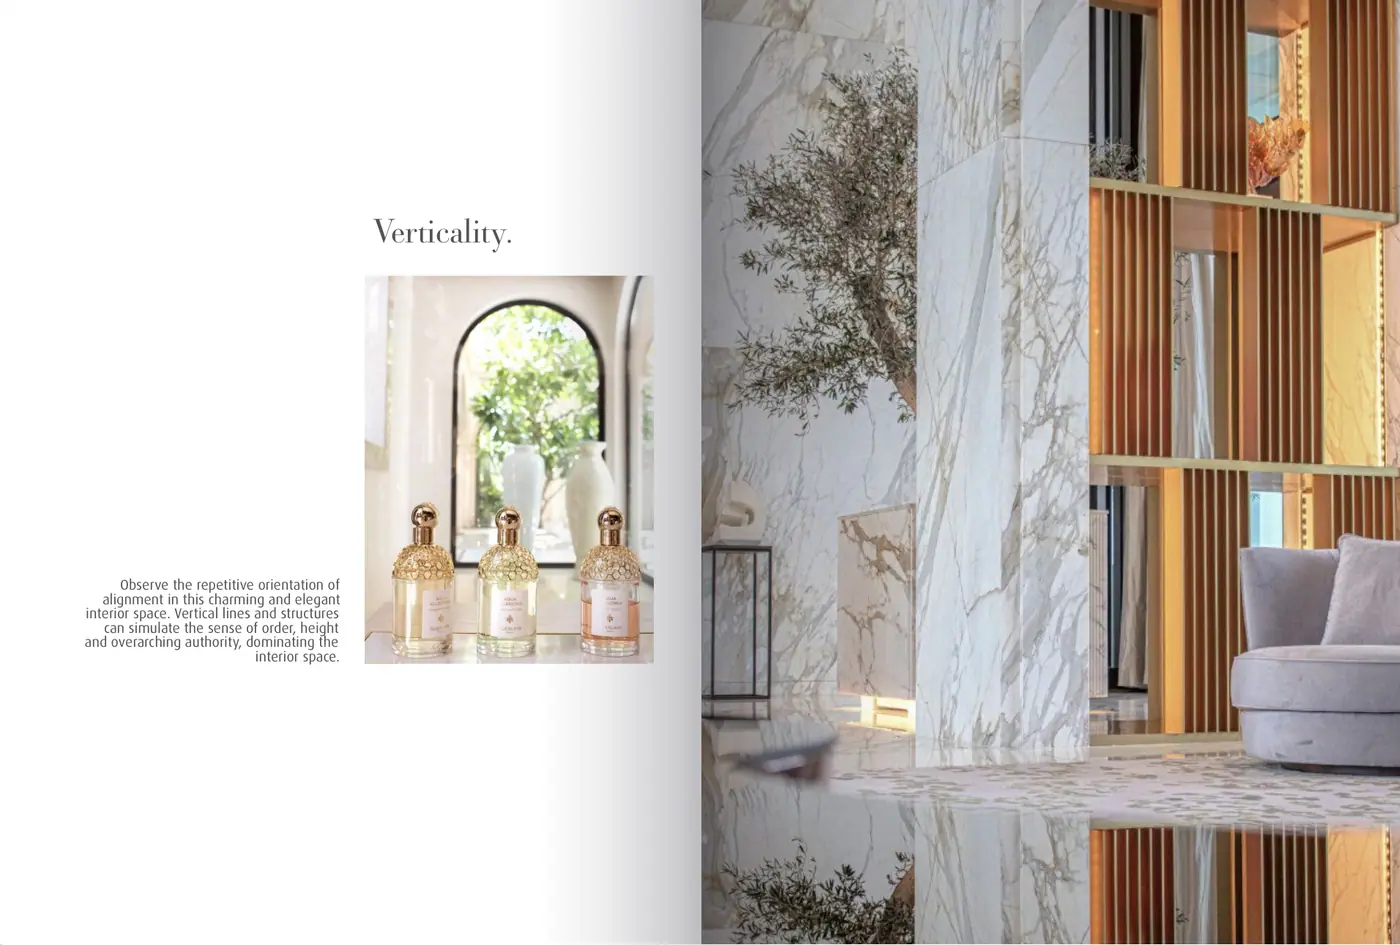 Verticality.
Observe the repetitive orientation of
alignment in this charming and elegant
interior space. Vertical lines and structures
can simulate the sense of order, height
and overarching authority, dominating the
interior space.